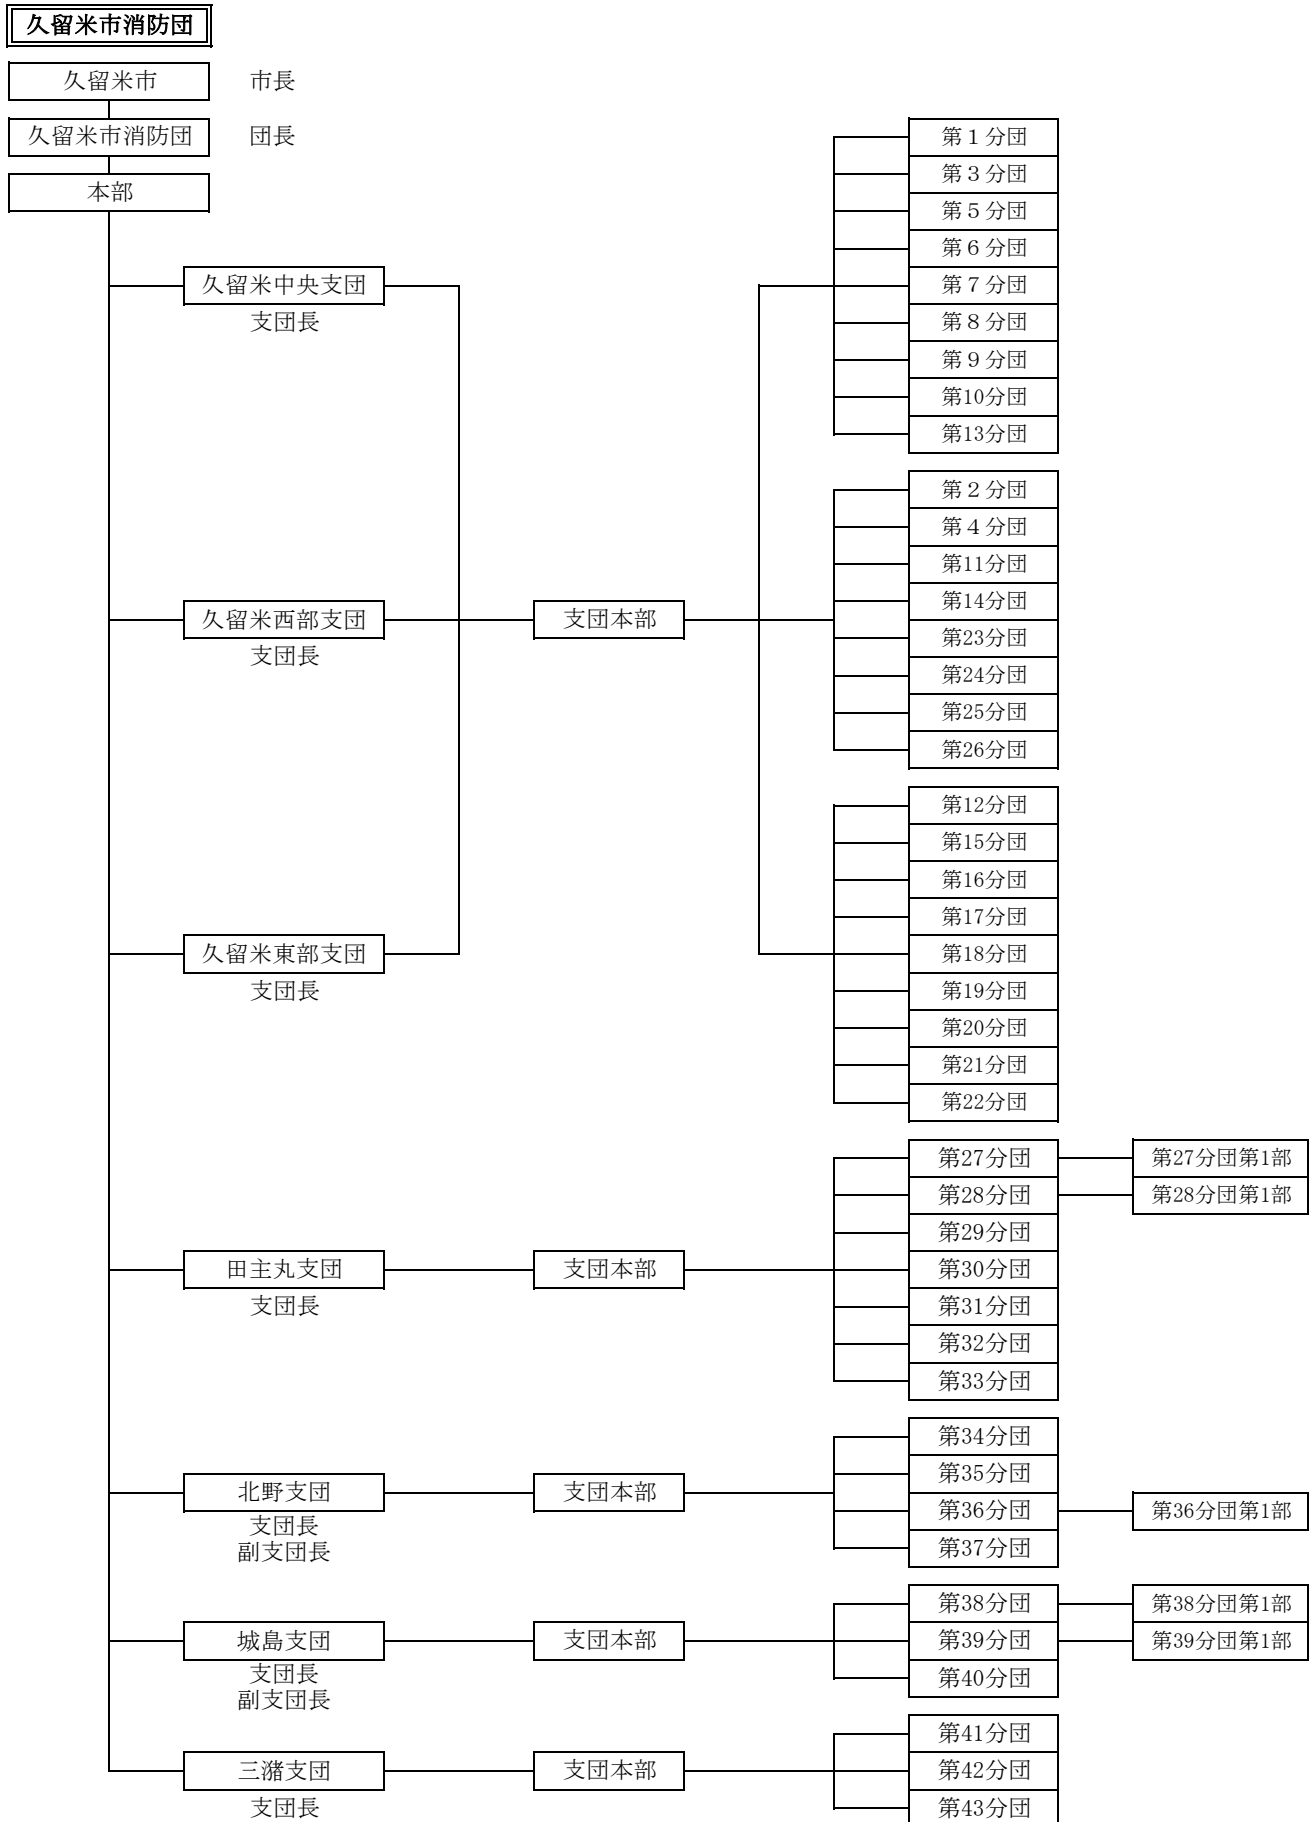 久留米市消防団
久留米市 市長
久留米市消防団 団長
本部
久留米中央支団
支団長
第１分団
第３分団
第５分団
第６分団
第７分団
第８分団
第９分団
第10分団
第13分団
久留米西部支団
支団長
支団本部
第２分団
第４分団
第11分団
第14分団
第23分団
第24分団
第25分団
第26分団
久留米東部支団
支団長
第12分団
第15分団
第16分団
第17分団
第18分団
第19分団
第20分団
第21分団
第22分団
田主丸支団
支団長
支団本部
第27分団 第27分団第1部
第28分団 第28分団第1部
第29分団
第30分団
第31分団
第32分団
第33分団
北野支団
支団長
副支団長
支団本部
第34分団
第35分団
第36分団 第36分団第1部
第37分団
城島支団
支団長
副支団長
支団本部
第38分団 第38分団第1部
第39分団 第39分団第1部
第40分団
三潴支団
支団長
支団本部
第41分団
第42分団
第43分団